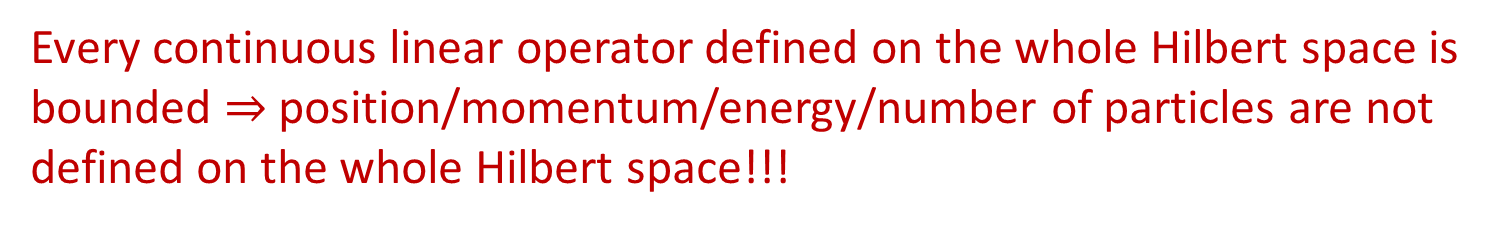 Every continuous linear operator defined on the whole Hilbert space is
bounded ⇒ position/momentum/energy/number of particles are not
defined on the whole Hilbert space!!!